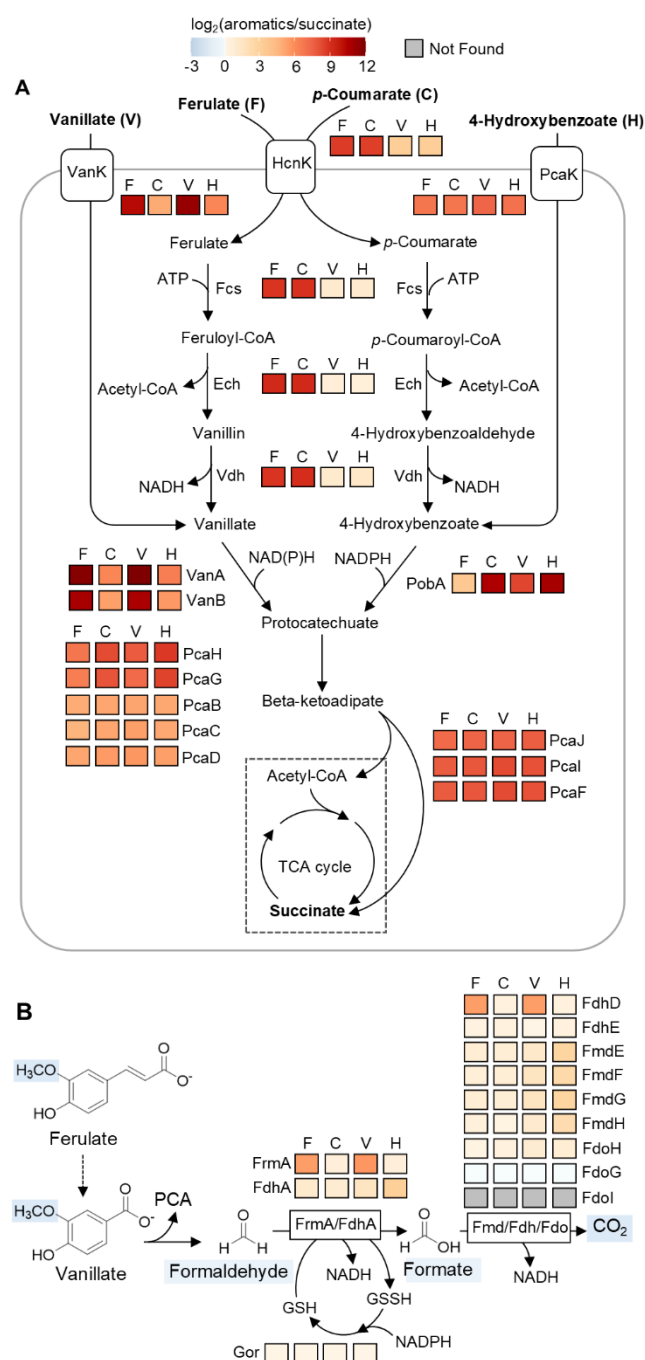 log2(aromatics/succinate)
-3 0 3 6 9 12
Not Found
A
Vanillate (V)
Ferulate (F)
p-Coumarate (C)
4-Hydroxybenzoate (H)
VanK
HcnK
PcaK
F C V H
F C V H
F C V H
Ferulate
p-Coumarate
ATP
Fcs
F C V H
Fcs
ATP
Feruloyl-CoA
p-Coumaroyl-CoA
Acetyl-CoA
Ech
F C V H
Ech
Acetyl-CoA
Vanillin
4-Hydroxybenzoaldehyde
NADH
Vdh
F C V H
Vdh
NADH
Vanillate
4-Hydroxybenzoate
F C V H
VanA
VanB
NAD(P)H
NADPH
PobA
F C V H
Protocatechuate
F C V H
PcaH
PcaG
PcaB
PcaC
PcaD
Beta-ketoadipate
F C V H
PcaJ
PcaI
PcaF
Acetyl-CoA
TCA cycle
Succinate
B
F C V H
FdhD
FdhE
FmdE
FmdF
FmdG
FmdH
FdoH
FdoG
FdoI
H3CO
O
O-
HO
Ferulate
F C V H
FrmA
FdhA
H3CO
O
O-
HO
Vanillate
PCA
O
H H
Formaldehyde
FrmA/FdhA
NADH
O
H OH
Formate
Fmd/Fdh/Fdo
NADH
CO2
GSH
GSSH
NADPH
Gor